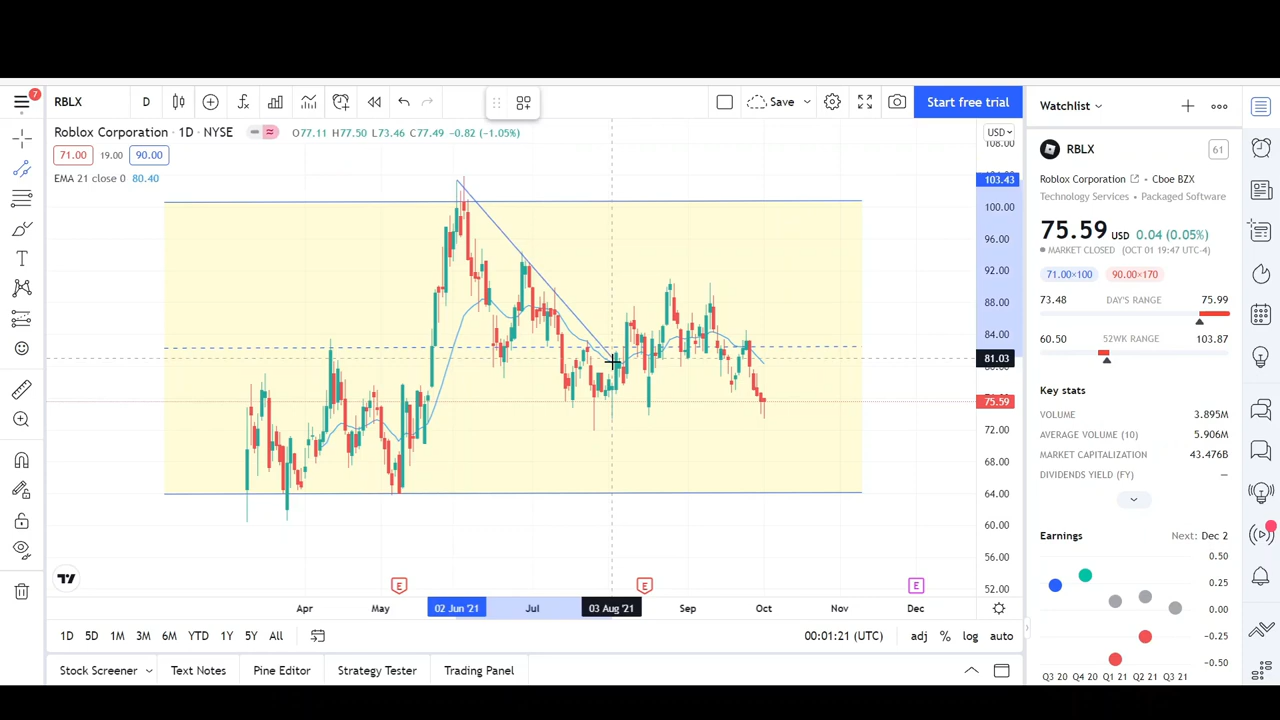 7
RBLX
D
Save
Start free trial
Watchlist
Roblox Corporation · 1D · NYSE
O77.11 H77.50 L73.46 C77.49 −0.82 (−1.05%)
71.00
19.00
90.00
EMA 21 close 0 80.40
USD
108.00
103.43
100.00
96.00
92.00
88.00
84.00
81.03
75.59
72.00
68.00
64.00
60.00
56.00
52.00
E
E
E
Apr
May
02 Jun '21
Jul
03 Aug '21
Sep
Oct
Nov
Dec
1D 5D 1M 3M 6M YTD 1Y 5Y All
00:01:21 (UTC)
adj % log auto
Stock Screener
Text Notes
Pine Editor
Strategy Tester
Trading Panel
RBLX
61
Roblox Corporation • Cboe BZX
Technology Services • Packaged Software
75.59 USD 0.04 (0.05%)
MARKET CLOSED (OCT 01 19:47 UTC-4)
71.00×100
90.00×170
73.48 DAY'S RANGE 75.99
60.50 52WK RANGE 103.87
Key stats
VOLUME 3.895M
AVERAGE VOLUME (10) 5.906M
MARKET CAPITALIZATION 43.476B
DIVIDENDS YIELD (FY) —
Earnings
Next: Dec 2
0.50
0.25
0.00
−0.25
−0.50
Q3 20 Q4 20 Q1 21 Q2 21 Q3 21